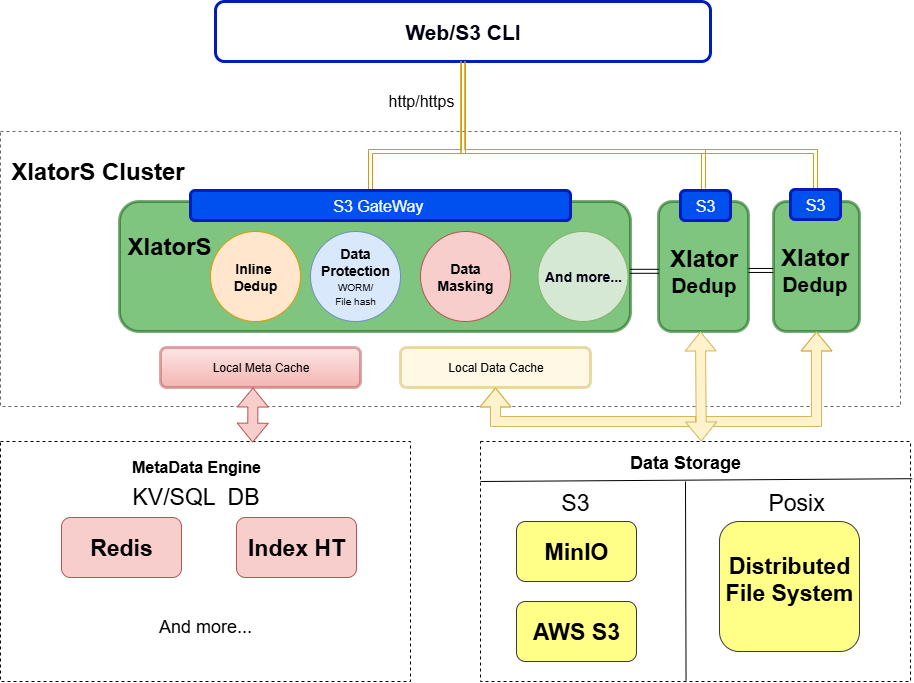 Web/S3 CLI
http/https
XlatorS Cluster
S3 GateWay
S3
S3
XlatorS
Inline
Dedup
Data
Protection
WORM/
File hash
Data
Masking
And more...
Xlator
Dedup
Xlator
Dedup
Local Meta Cache
Local Data Cache
MetaData Engine
KV/SQL  DB
Redis
Index HT
And more...
Data Storage
S3
MinIO
AWS S3
Posix
Distributed
File System